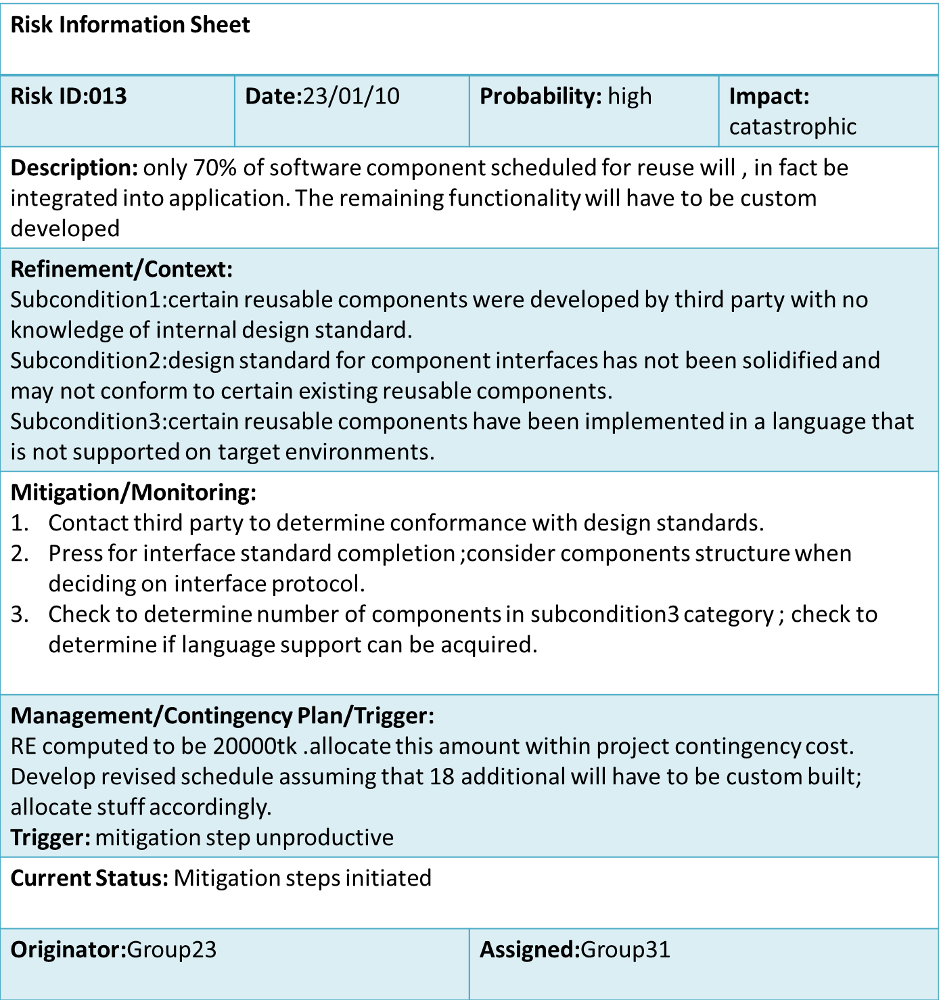 Risk Information Sheet
Risk ID:013
Date:23/01/10
Probability: high
Impact:
catastrophic
Description: only 70% of software component scheduled for reuse will , in fact be
integrated into application. The remaining functionality will have to be custom
developed
Refinement/Context:
Subcondition1:certain reusable components were developed by third party with no
knowledge of internal design standard.
Subcondition2:design standard for component interfaces has not been solidified and
may not conform to certain existing reusable components.
Subcondition3:certain reusable components have been implemented in a language that
is not supported on target environments.
Mitigation/Monitoring:
1. Contact third party to determine conformance with design standards.
2. Press for interface standard completion ;consider components structure when
deciding on interface protocol.
3. Check to determine number of components in subcondition3 category ; check to
determine if language support can be acquired.
Management/Contingency Plan/Trigger:
RE computed to be 20000tk .allocate this amount within project contingency cost.
Develop revised schedule assuming that 18 additional will have to be custom built;
allocate stuff accordingly.
Trigger: mitigation step unproductive
Current Status: Mitigation steps initiated
Originator:Group23
Assigned:Group31